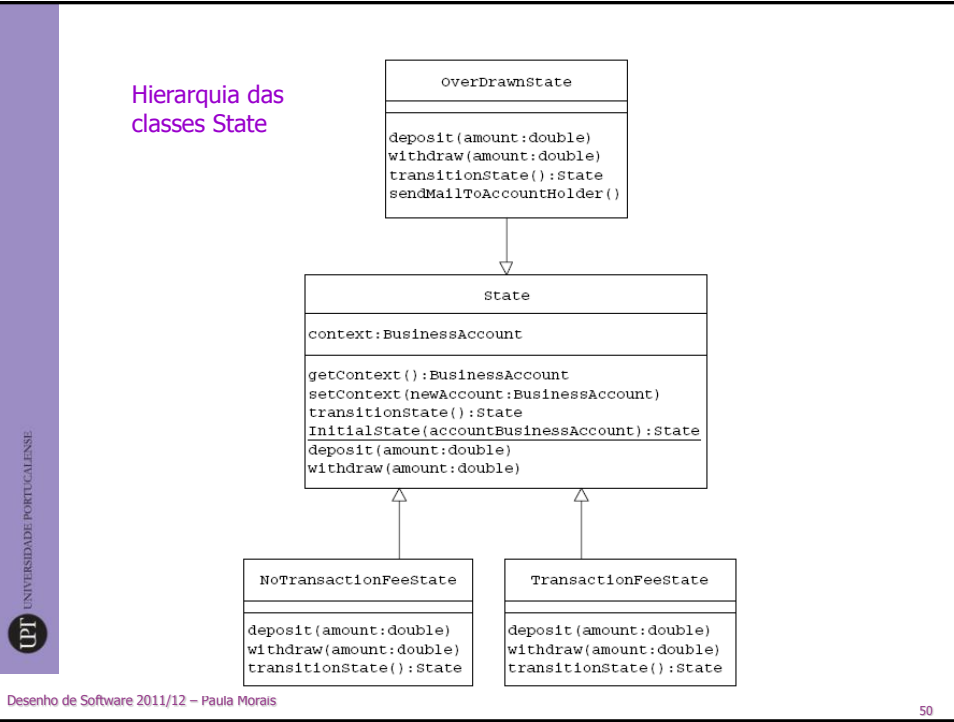 Hierarquia das
classes State
OverDrawnState
deposit(amount:double)
withdraw(amount:double)
transitionState():State
sendMailToAccountHolder()
State
context:BusinessAccount
getContext():BusinessAccount
setContext(newAccount:BusinessAccount)
transitionState():State
InitialState(accountBusinessAccount):State
deposit(amount:double)
withdraw(amount:double)
NoTransactionFeeState
deposit(amount:double)
withdraw(amount:double)
transitionState():State
TransactionFeeState
deposit(amount:double)
withdraw(amount:double)
transitionState():State
UPT UNIVERSIDADE PORTUCALENSE
Desenho de Software 2011/12 – Paula Morais
50